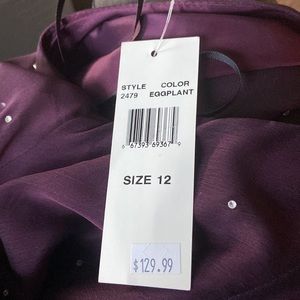 STYLE COLOR
2479 EGGPLANT
6 67393 69367 9
SIZE 12
$129.99